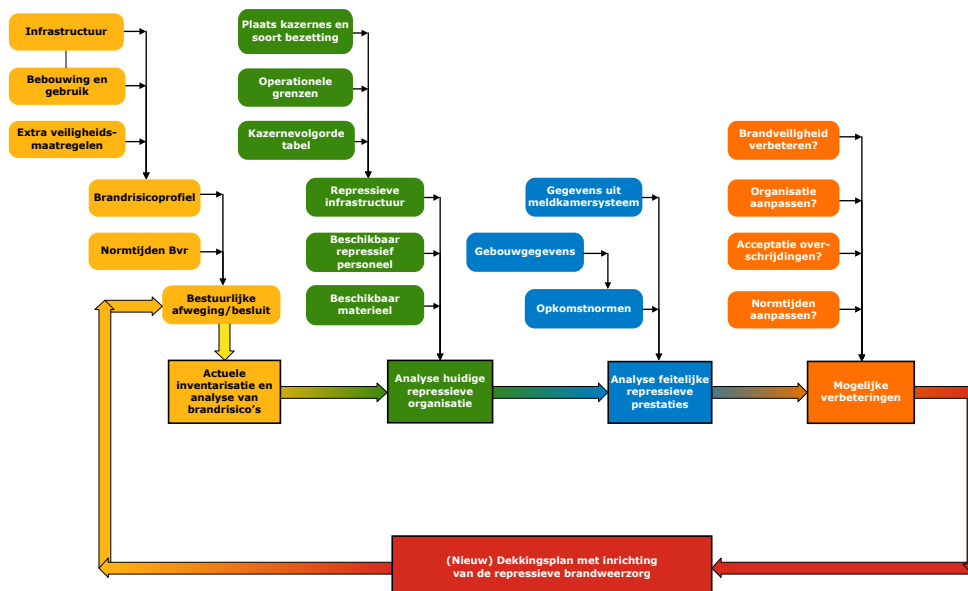 Infrastructuur
Bebouwing en
gebruik
Extra veiligheids-
maatregelen
Brandrisicoprofiel
Normtijden Bvr
Bestuurlijke
afweging/besluit
Actuele
inventarisatie en
analyse van
brandrisico's
Plaats kazernes en
soort bezetting
Operationele
grenzen
Kazernevolgorde
tabel
Repressieve
infrastructuur
Beschikbaar
repressief
personeel
Beschikbaar
materieel
Analyse huidige
repressieve
organisatie
Gegevens uit
meldkamersysteem
Gebouwgegevens
Opkomstnormen
Analyse feitelijke
repressieve
prestaties
Brandveiligheid
verbeteren?
Organisatie
aanpassen?
Acceptatie over-
schrijdingen?
Normtijden
aanpassen?
Mogelijke
verbeteringen
(Nieuw) Dekkingsplan met inrichting
van de repressieve brandweerzorg